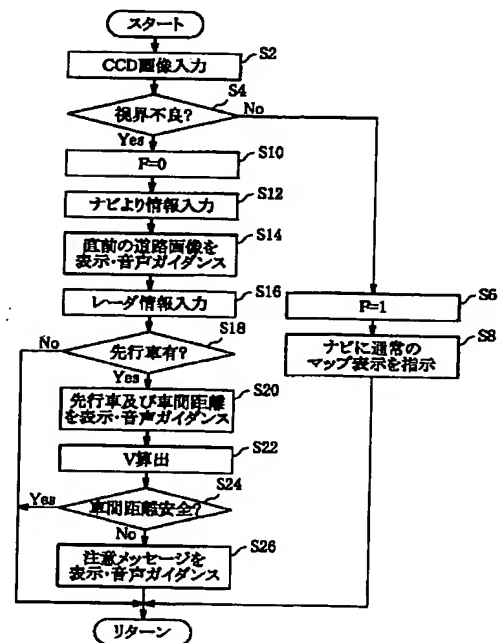 スタート
S2
CCD画像入力
S4
視界不良?
No
Yes
S10
F=0
S12
ナビより情報入力
S14
直前の道路画像を
表示・音声ガイダンス
S16
レーダ情報入力
S6
F=1
S18
No
先行車有?
S8
ナビに通常の
マップ表示を指示
Yes
S20
先行車及び車間距離
を表示・音声ガイダンス
S22
V算出
S24
Yes
車間距離安全?
No
S26
注意メッセージを
表示・音声ガイダンス
リターン